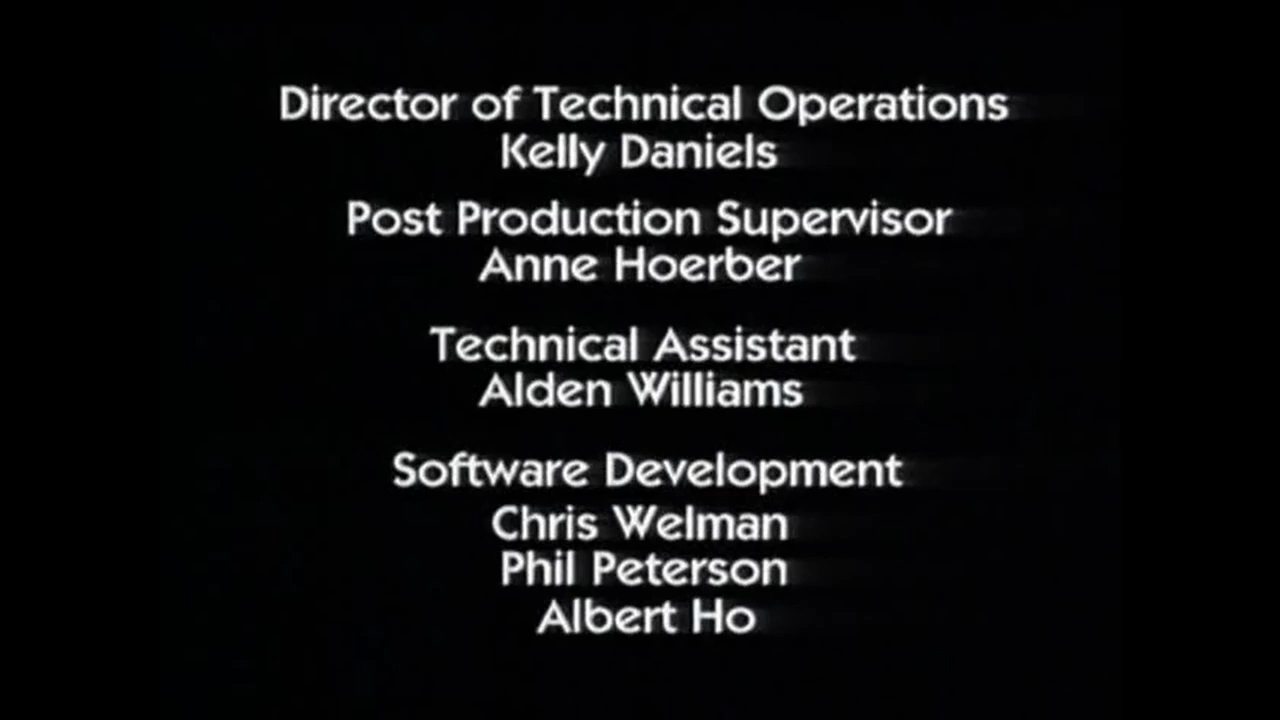 Director of Technical Operations
Kelly Daniels
Post Production Supervisor
Anne Hoerber
Technical Assistant
Alden Williams
Software Development
Chris Welman
Phil Peterson
Albert Ho